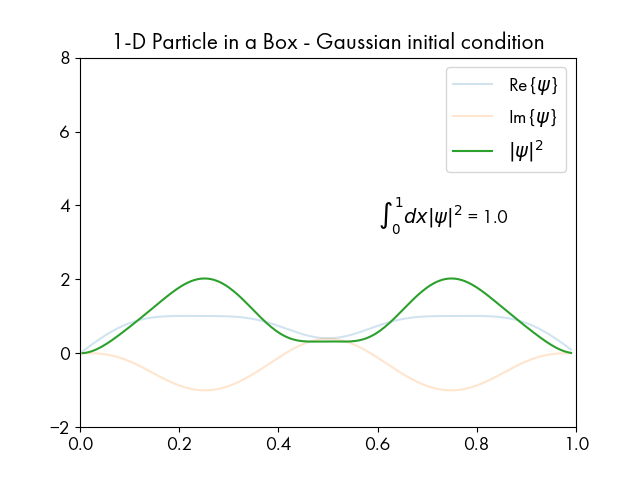 1-D Particle in a Box - Gaussian initial condition
8
6
4
2
0
−2
0.0
0.2
0.4
0.6
0.8
1.0
Re{ψ}
Im{ψ}
|ψ|²
∫₀¹dx|ψ|² = 1.0